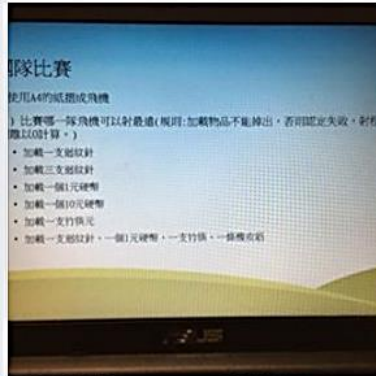 隊比賽
使用A4的紙摺成飛機
) 比賽哪一隊飛機可以射最遠(規則:加載物品不能掉出，否則認定失敗，射程
離以0計算。)
• 加載一支迴紋針
• 加載三支迴紋針
• 加載一個1元硬幣
• 加載一個10元硬幣
• 加載一支竹筷元
• 加載一支迴紋針、一個1元硬幣、一支竹筷、一條橡皮筋